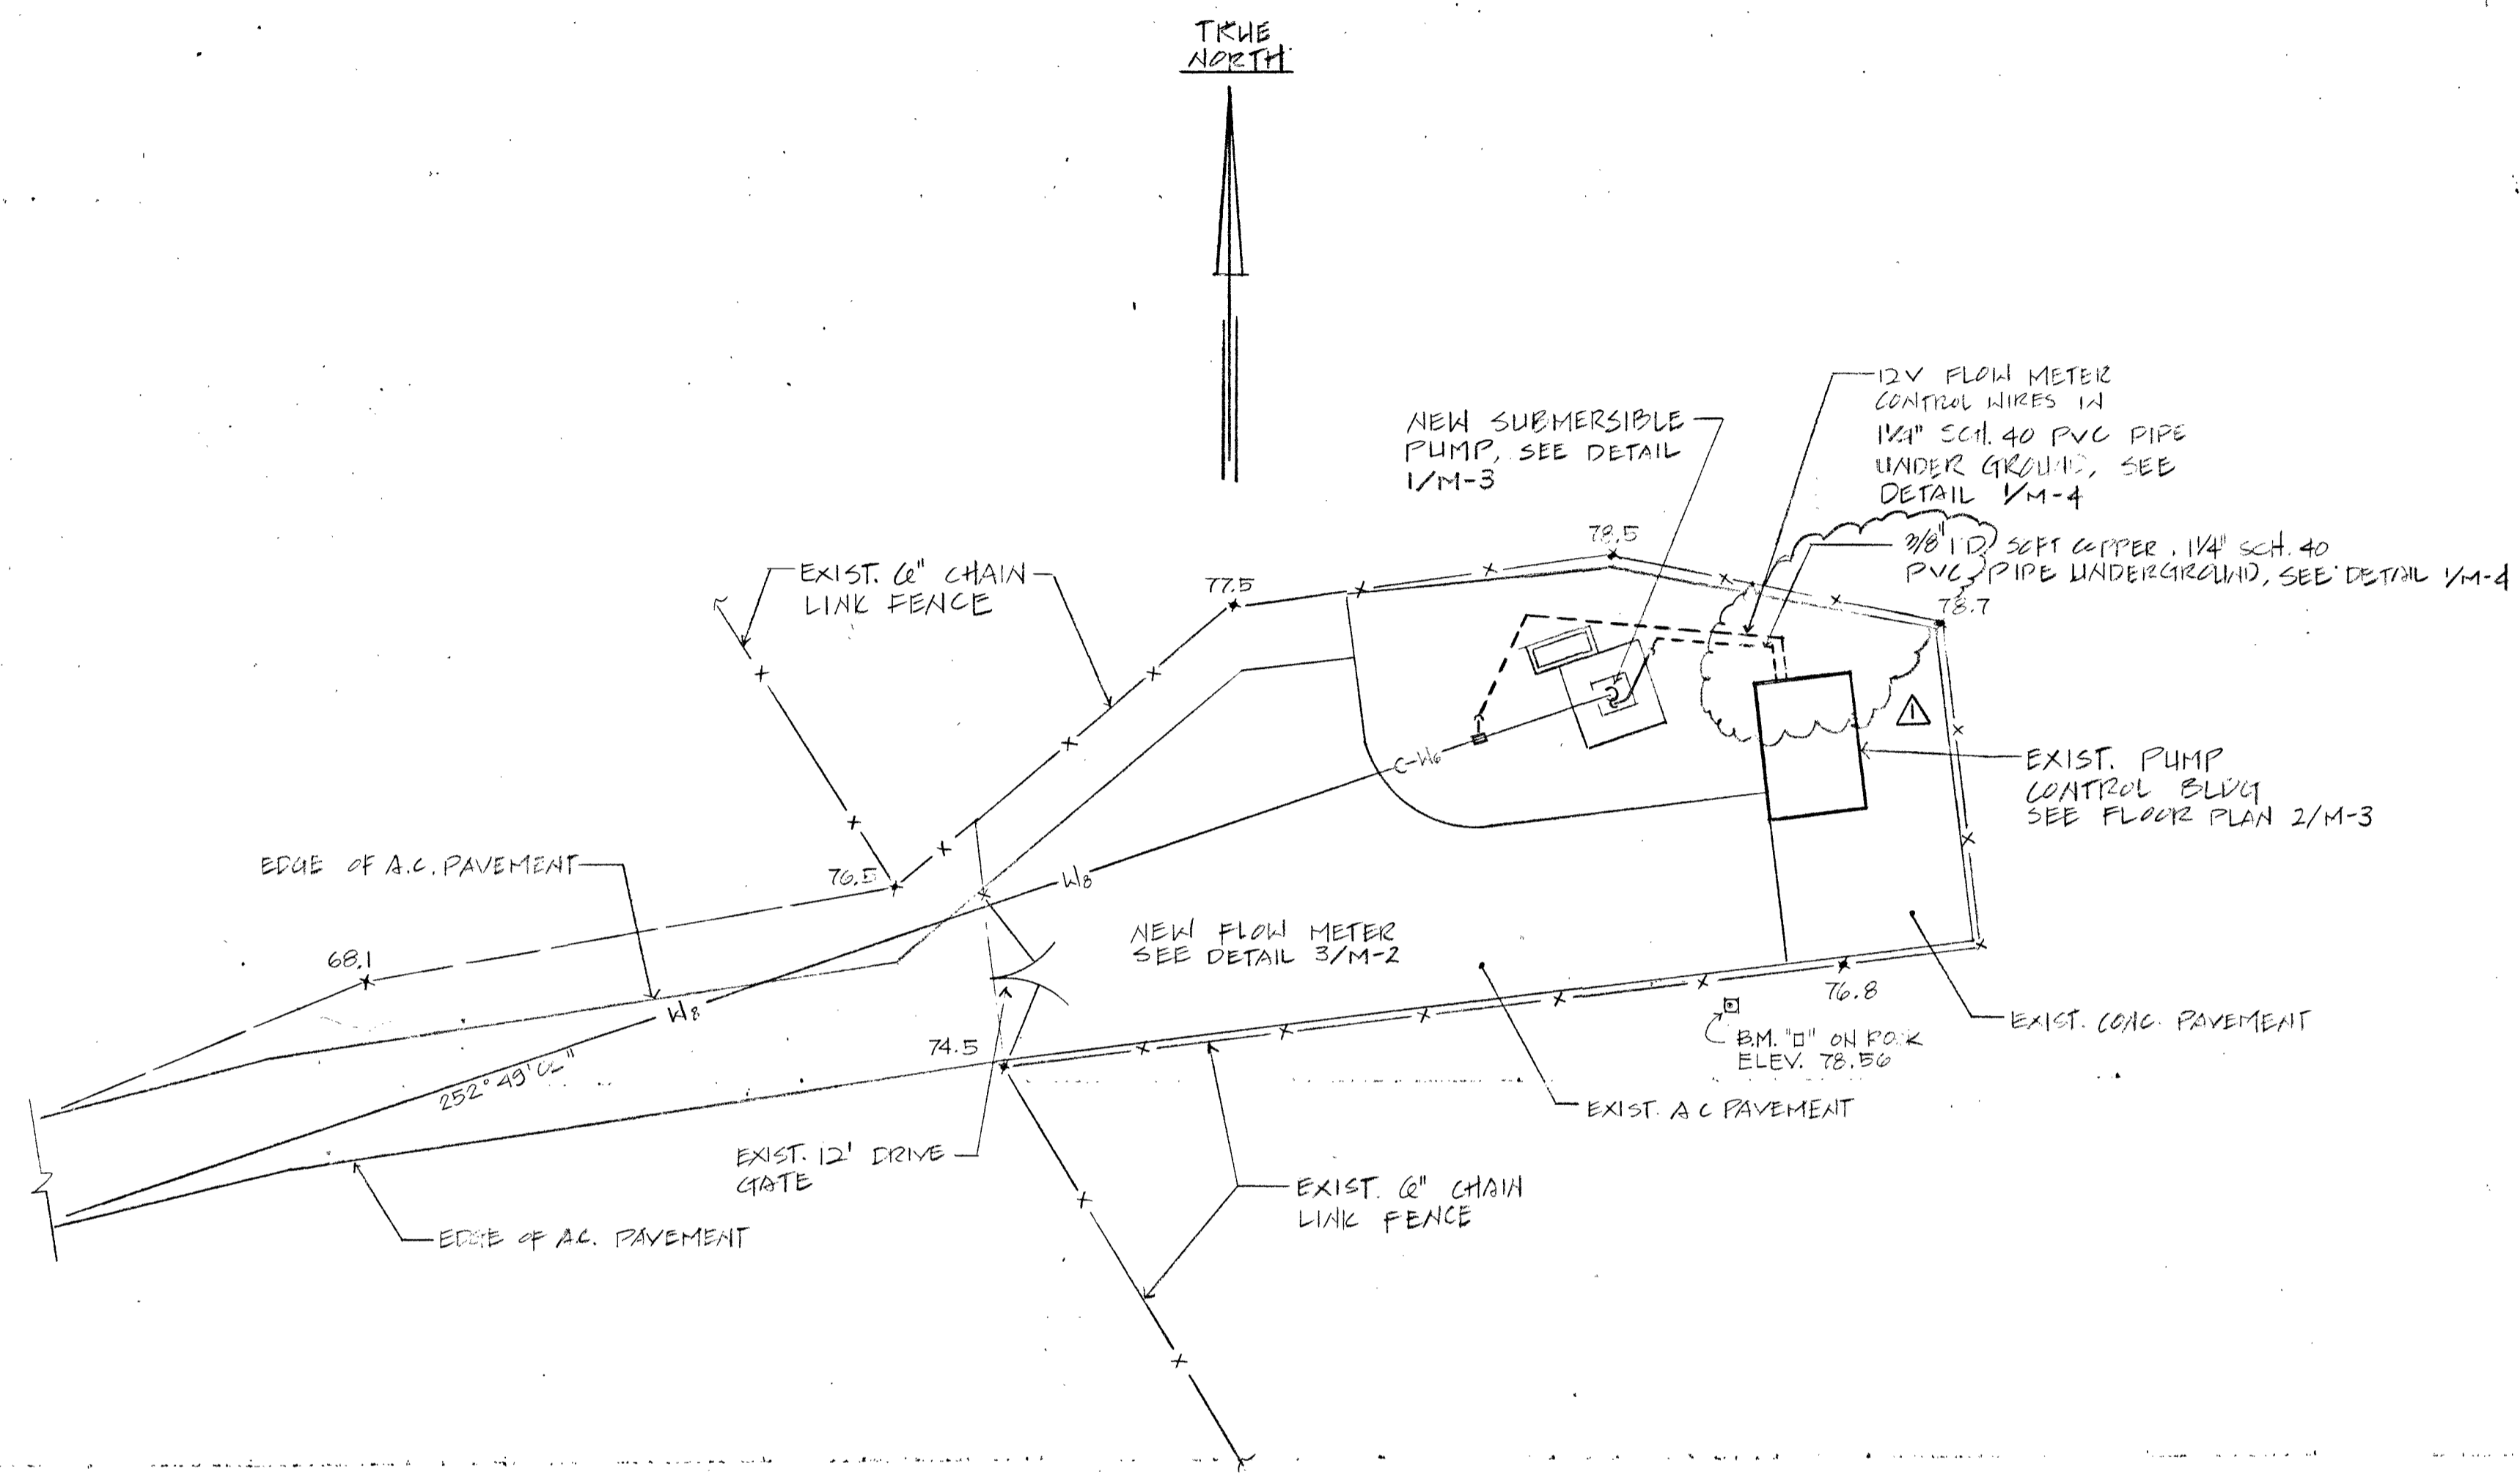 TRUE
NORTH
12V FLOW METER
CONTROL WIRES IN
1¼" SCH. 40 PVC PIPE
UNDER GROUND, SEE
DETAIL 1/M-4
NEW SUBMERSIBLE
PUMP, SEE DETAIL
1/M-3
3/8" I.D. SOFT COPPER, 1¼" SCH. 40
PVC PIPE UNDERGROUND, SEE DETAIL 1/M-4
78.5
78.7
77.5
EXIST. 6" CHAIN
LINK FENCE
1
C-W6
EXIST. PUMP
CONTROL BLDG
SEE FLOOR PLAN 2/M-3
EDGE OF A.C. PAVEMENT
76.5
W8
NEW FLOW METER
SEE DETAIL 3/M-2
68.1
W8
76.8
B.M. "□" ON
ELEV. 78.56
EXIST. CONC. PAVEMENT
74.5
252° 49'
EXIST. A C PAVEMENT
EXIST. 12' DRIVE
GATE
EXIST. 6" CHAIN
LINK FENCE
EDGE OF A.C. PAVEMENT